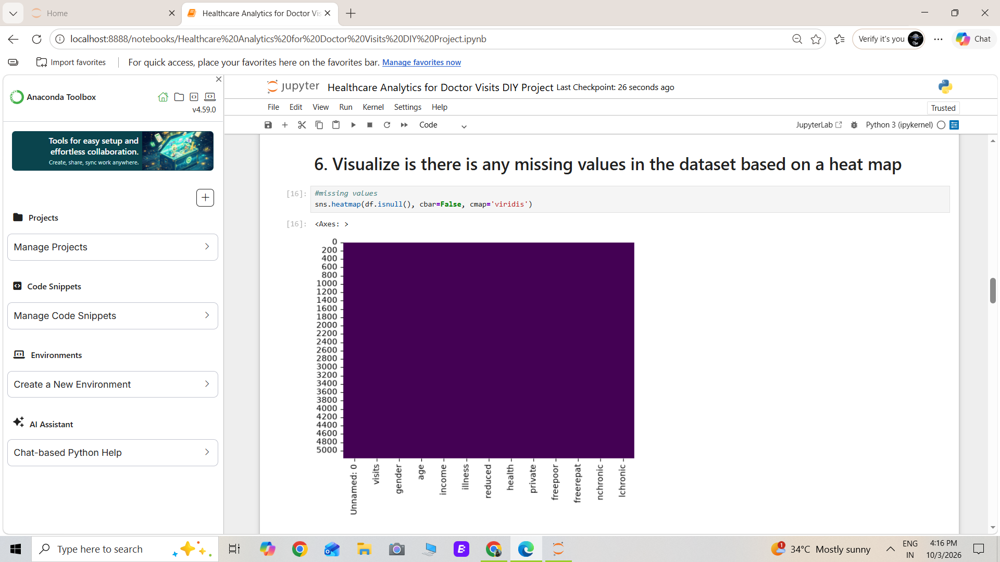 Home
Healthcare Analytics for Doctor Vis
localhost:8888/notebooks/Healthcare%20Analytics%20for%20Doctor%20Visits%20DIY%20Project.ipynb
Verify it's you
Chat
Import favorites
For quick access, place your favorites here on the favorites bar. Manage favorites now
Anaconda Toolbox
v4.59.0
Tools for easy setup and
effortless collaboration.
Create, share, sync work anywhere.
Projects
Manage Projects
Code Snippets
Manage Code Snippets
Environments
Create a New Environment
AI Assistant
Chat-based Python Help
jupyter Healthcare Analytics for Doctor Visits DIY Project Last Checkpoint: 26 seconds ago
File Edit View Run Kernel Settings Help
Trusted
Code
JupyterLab
Python 3 (ipykernel)
6. Visualize is there is any missing values in the dataset based on a heat map
[16]: #missing values
sns.heatmap(df.isnull(), cbar=False, cmap='viridis')
[16]: <Axes: >
0
200
400
600
800
1000
1200
1400
1600
1800
2000
2200
2400
2600
2800
3000
3200
3400
3600
3800
4000
4200
4400
4600
4800
5000
Unnamed: 0
visits
gender
age
income
illness
reduced
health
private
freepoor
freerepat
nchronic
lchronic
Type here to search
1
34°C Mostly sunny
ENG
IN
4:16 PM
10/3/2026